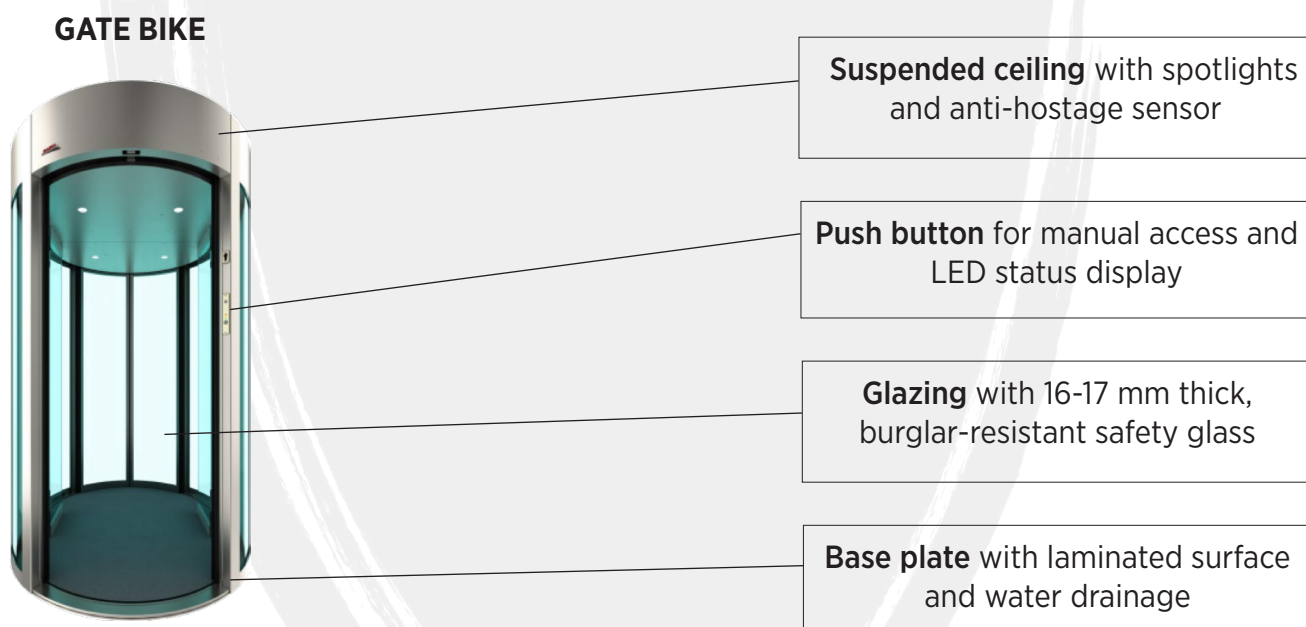 GATE BIKE
Suspended ceiling with spotlights
and anti-hostage sensor
Push button for manual access and
LED status display
Glazing with 16-17 mm thick,
burglar-resistant safety glass
Base plate with laminated surface
and water drainage